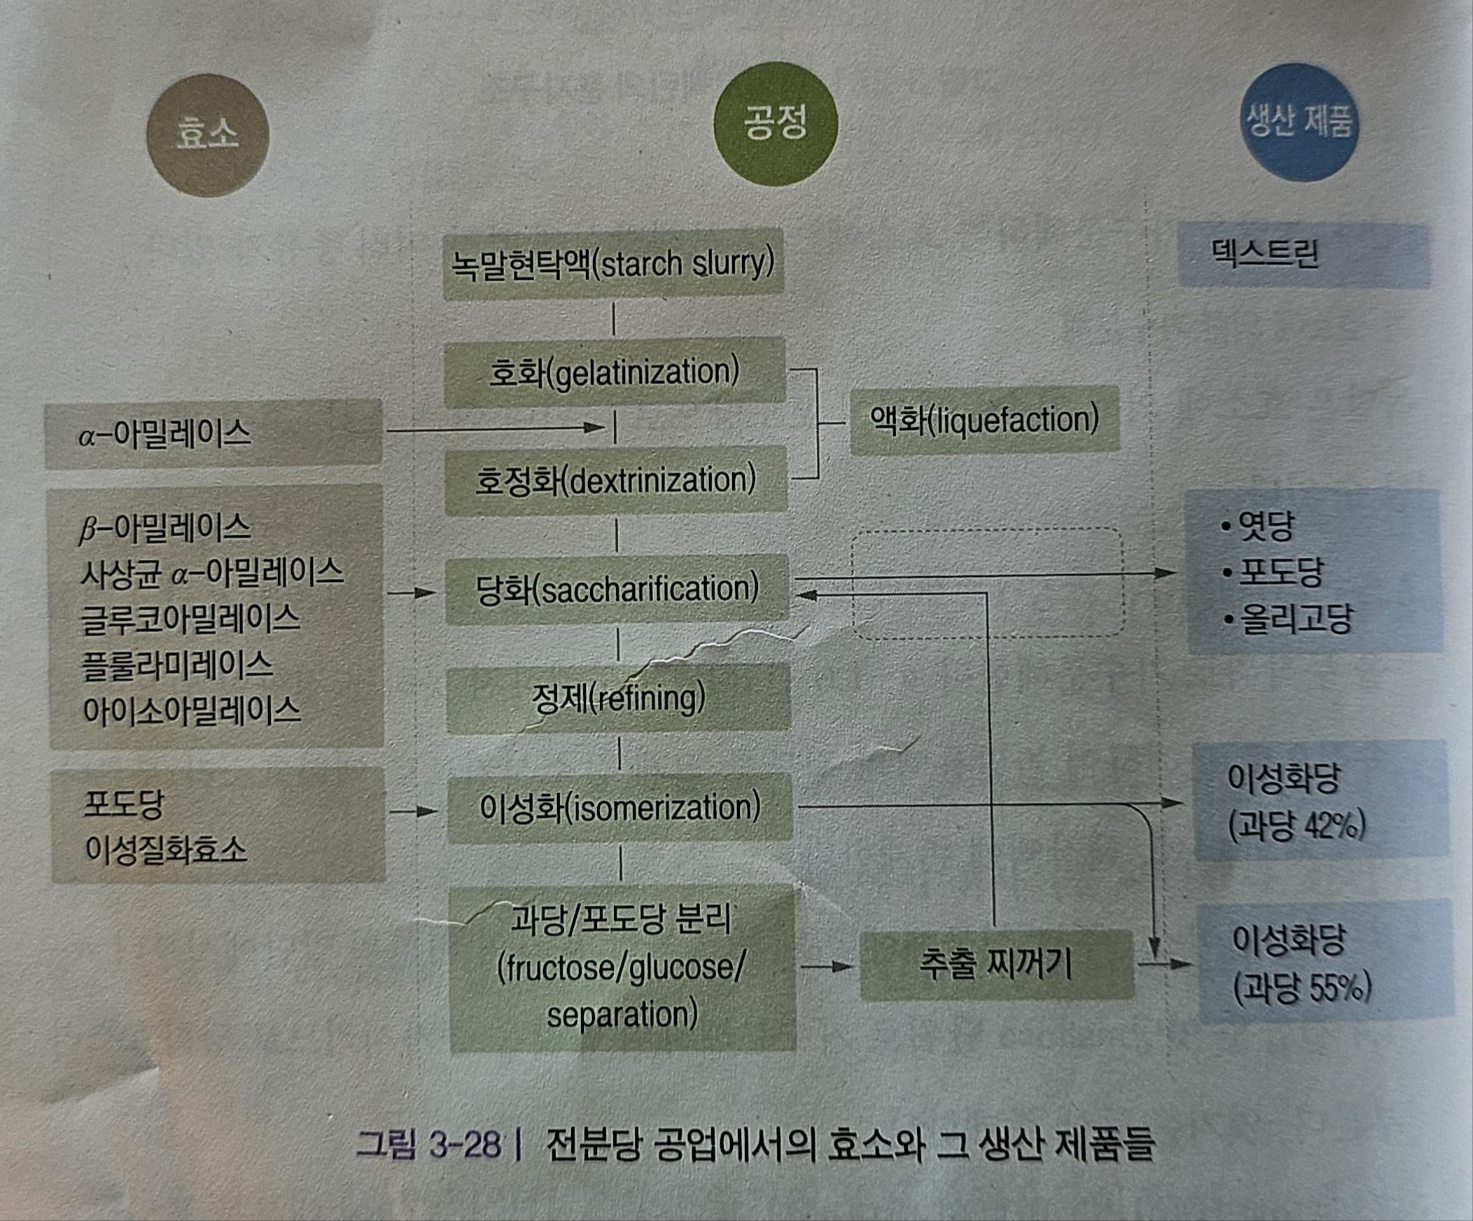 효소
공정
생산 제품
녹말현탁액(starch slurry)
덱스트린
호화(gelatinization)
α-아밀레이스
액화(liquefaction)
호정화(dextrinization)
β-아밀레이스
사상균 α-아밀레이스
글루코아밀레이스
플룰라미레이스
아이소아밀레이스
당화(saccharification)
• 엿당
• 포도당
• 올리고당
정제(refining)
포도당
이성질화효소
이성화(isomerization)
이성화당
(과당 42%)
과당/포도당 분리
(fructose/glucose/
separation)
추출 찌꺼기
이성화당
(과당 55%)
그림 3-28 | 전분당 공업에서의 효소와 그 생산 제품들